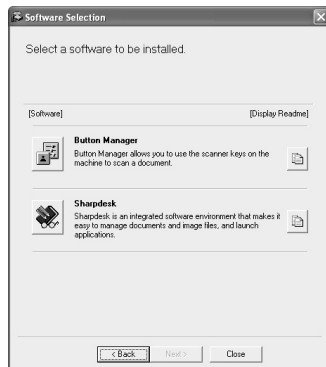 Software Selection
Select a software to be installed.
[Software] [Display Readme]
Button Manager
Button Manager allows you to use the scanner keys on the
machine to scan a document.
Sharpdesk
Sharpdesk is an integrated software environment that makes it
easy to manage documents and image files, and launch
applications.
< Back Next > Close